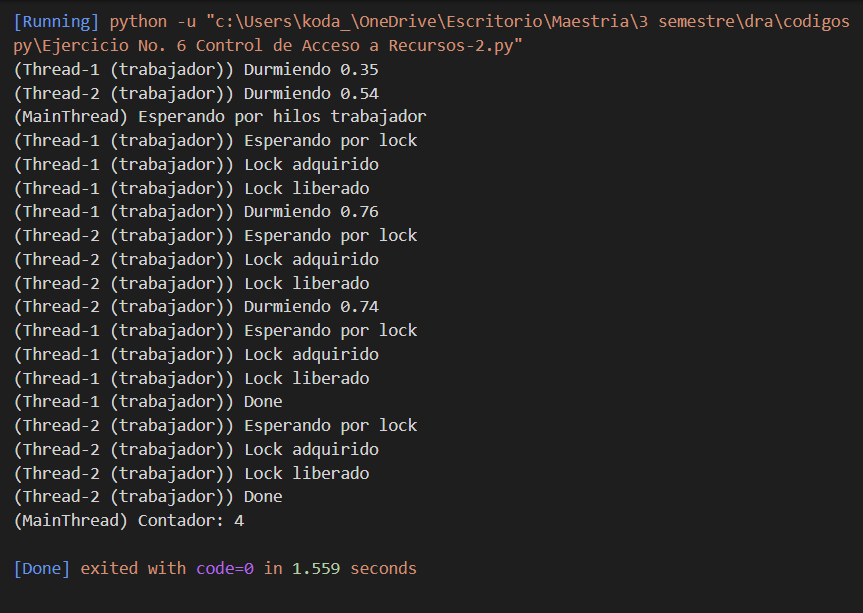 [Running] python -u "c:\Users\koda_\OneDrive\Escritorio\Maestria\3 semestre\dra\codigos
py\Ejercicio No. 6 Control de Acceso a Recursos-2.py"
(Thread-1 (trabajador)) Durmiendo 0.35
(Thread-2 (trabajador)) Durmiendo 0.54
(MainThread) Esperando por hilos trabajador
(Thread-1 (trabajador)) Esperando por lock
(Thread-1 (trabajador)) Lock adquirido
(Thread-1 (trabajador)) Lock liberado
(Thread-1 (trabajador)) Durmiendo 0.76
(Thread-2 (trabajador)) Esperando por lock
(Thread-2 (trabajador)) Lock adquirido
(Thread-2 (trabajador)) Lock liberado
(Thread-2 (trabajador)) Durmiendo 0.74
(Thread-1 (trabajador)) Esperando por lock
(Thread-1 (trabajador)) Lock adquirido
(Thread-1 (trabajador)) Lock liberado
(Thread-1 (trabajador)) Done
(Thread-2 (trabajador)) Esperando por lock
(Thread-2 (trabajador)) Lock adquirido
(Thread-2 (trabajador)) Lock liberado
(Thread-2 (trabajador)) Done
(MainThread) Contador: 4
[Done] exited with code=0 in 1.559 seconds